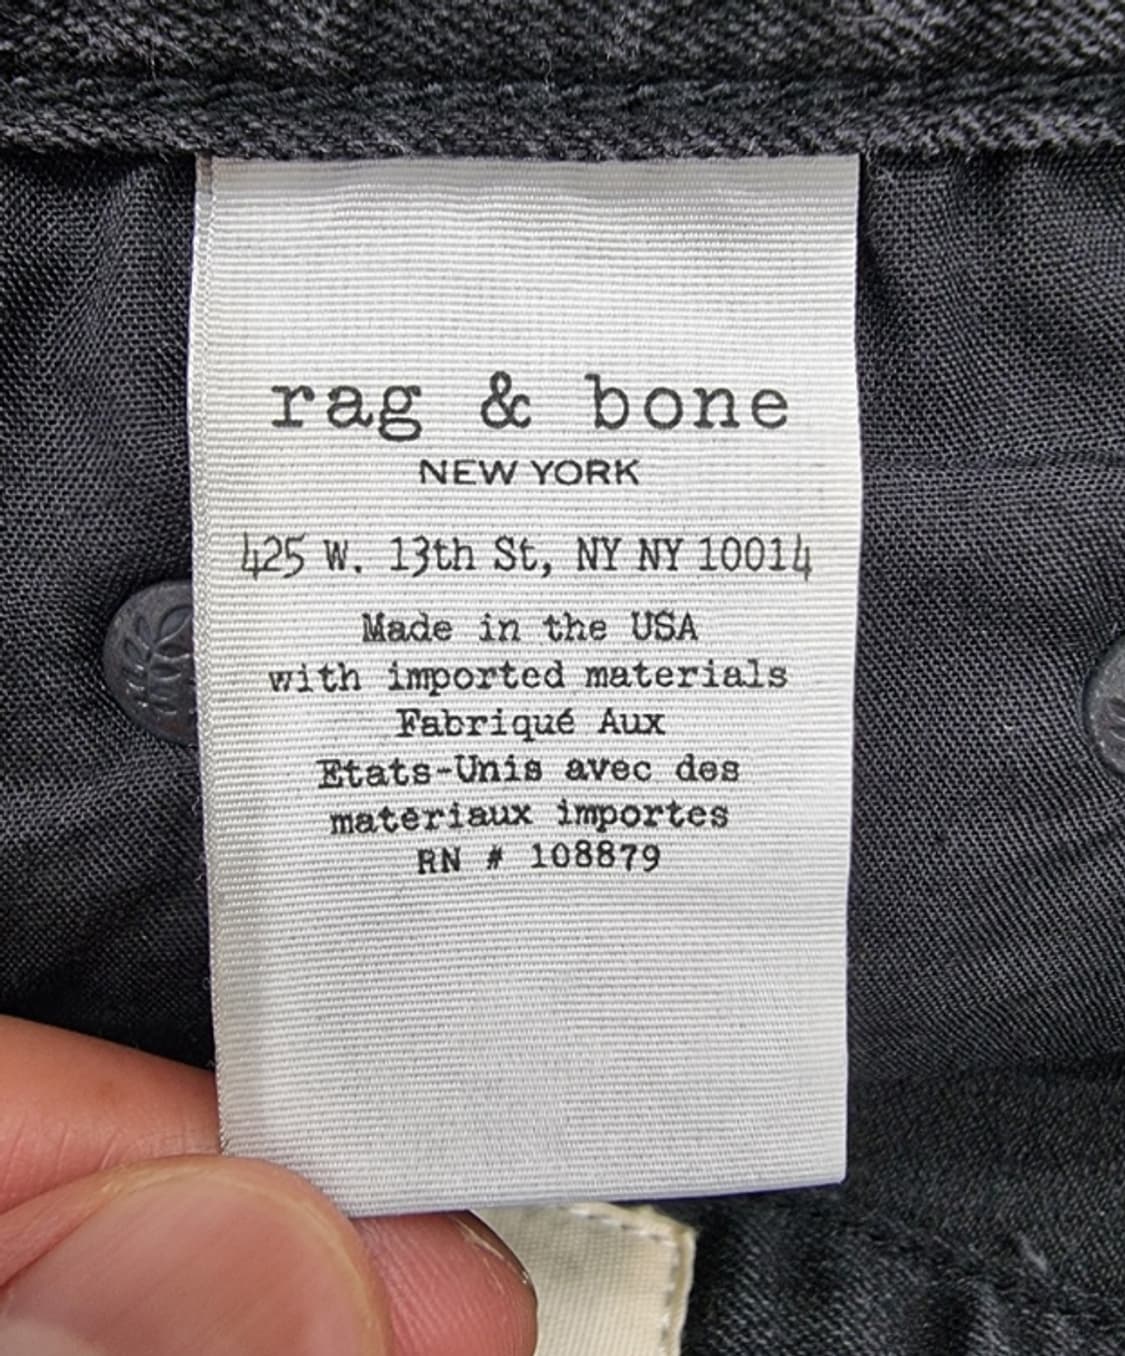 rag & bone
NEW YORK
425 W. 13th St, NY NY 10014
Made in the USA
with imported materials
Fabriqué Aux
Etats-Unis avec des
matériaux importes
RN # 108879